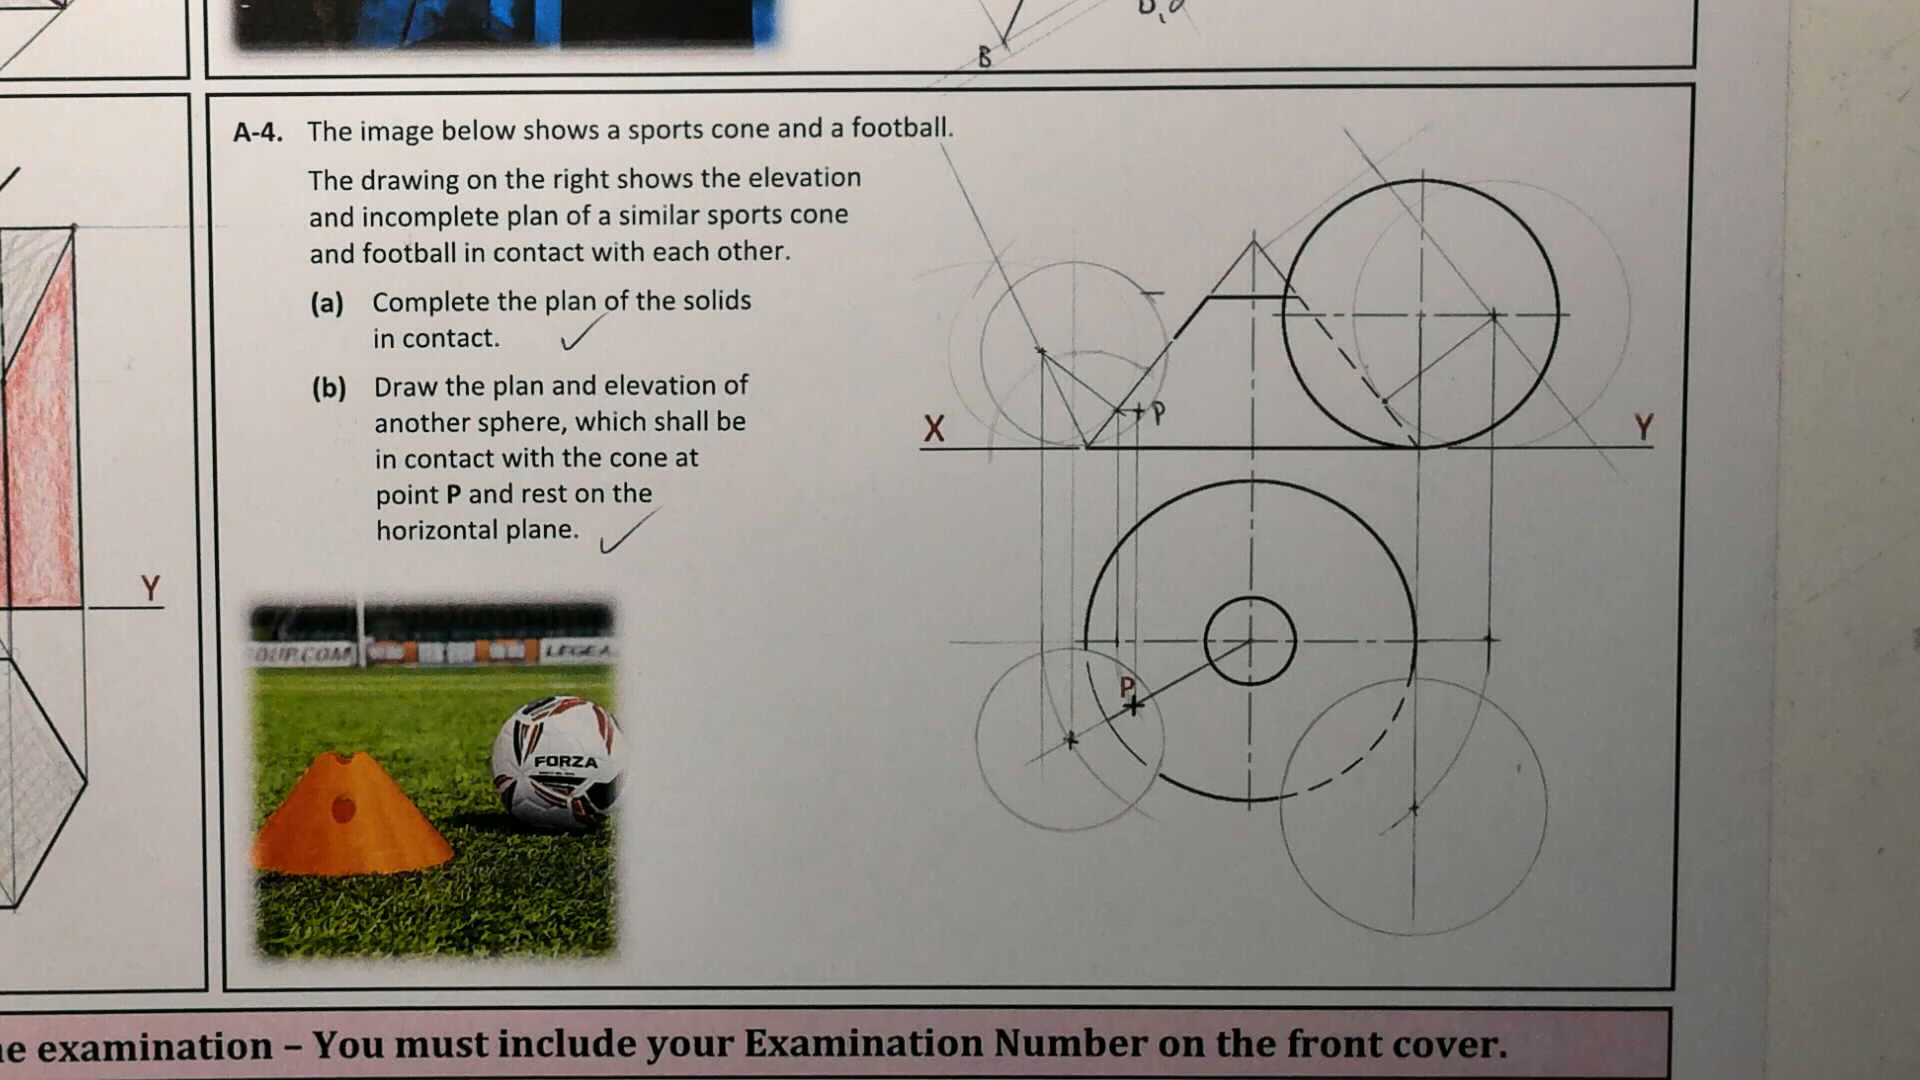 B
A-4. The image below shows a sports cone and a football.
The drawing on the right shows the elevation
and incomplete plan of a similar sports cone
and football in contact with each other.
(a) Complete the plan of the solids
in contact.
(b) Draw the plan and elevation of
another sphere, which shall be
in contact with the cone at
point P and rest on the
horizontal plane.
X
P
Y
Y
P
FORZA
examination – You must include your Examination Number on the front cover.